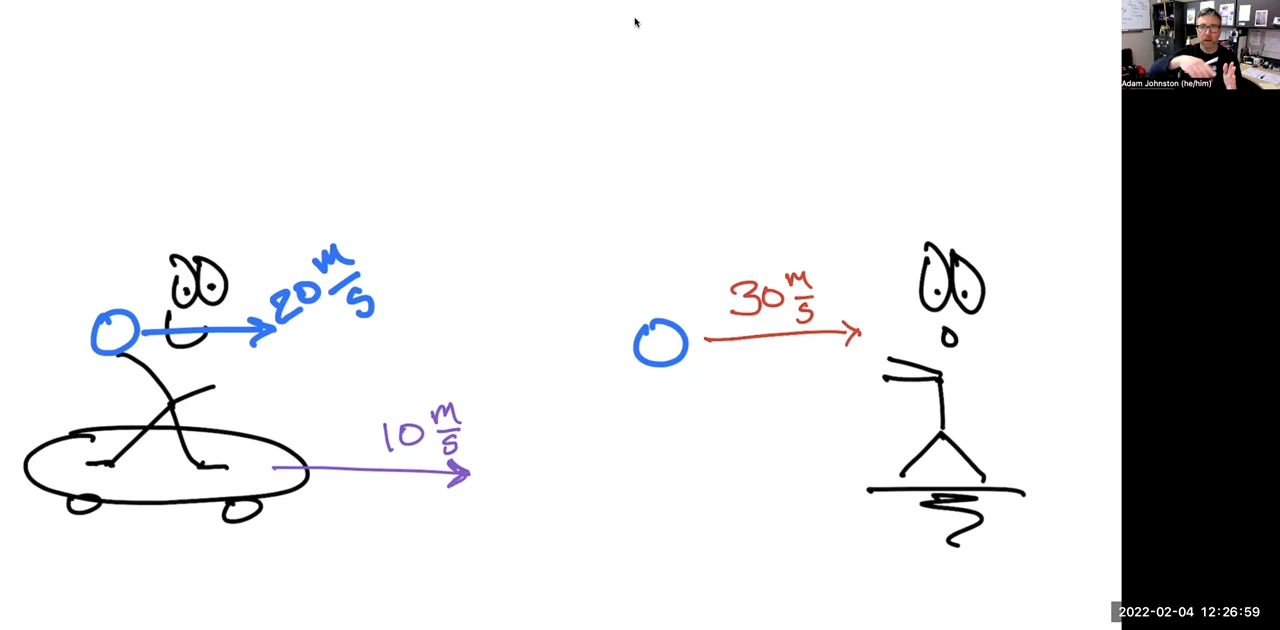 Adam Johnston (he/him)
20 m/s
30 m/s
10 m/s
2022-02-04 12:26:59